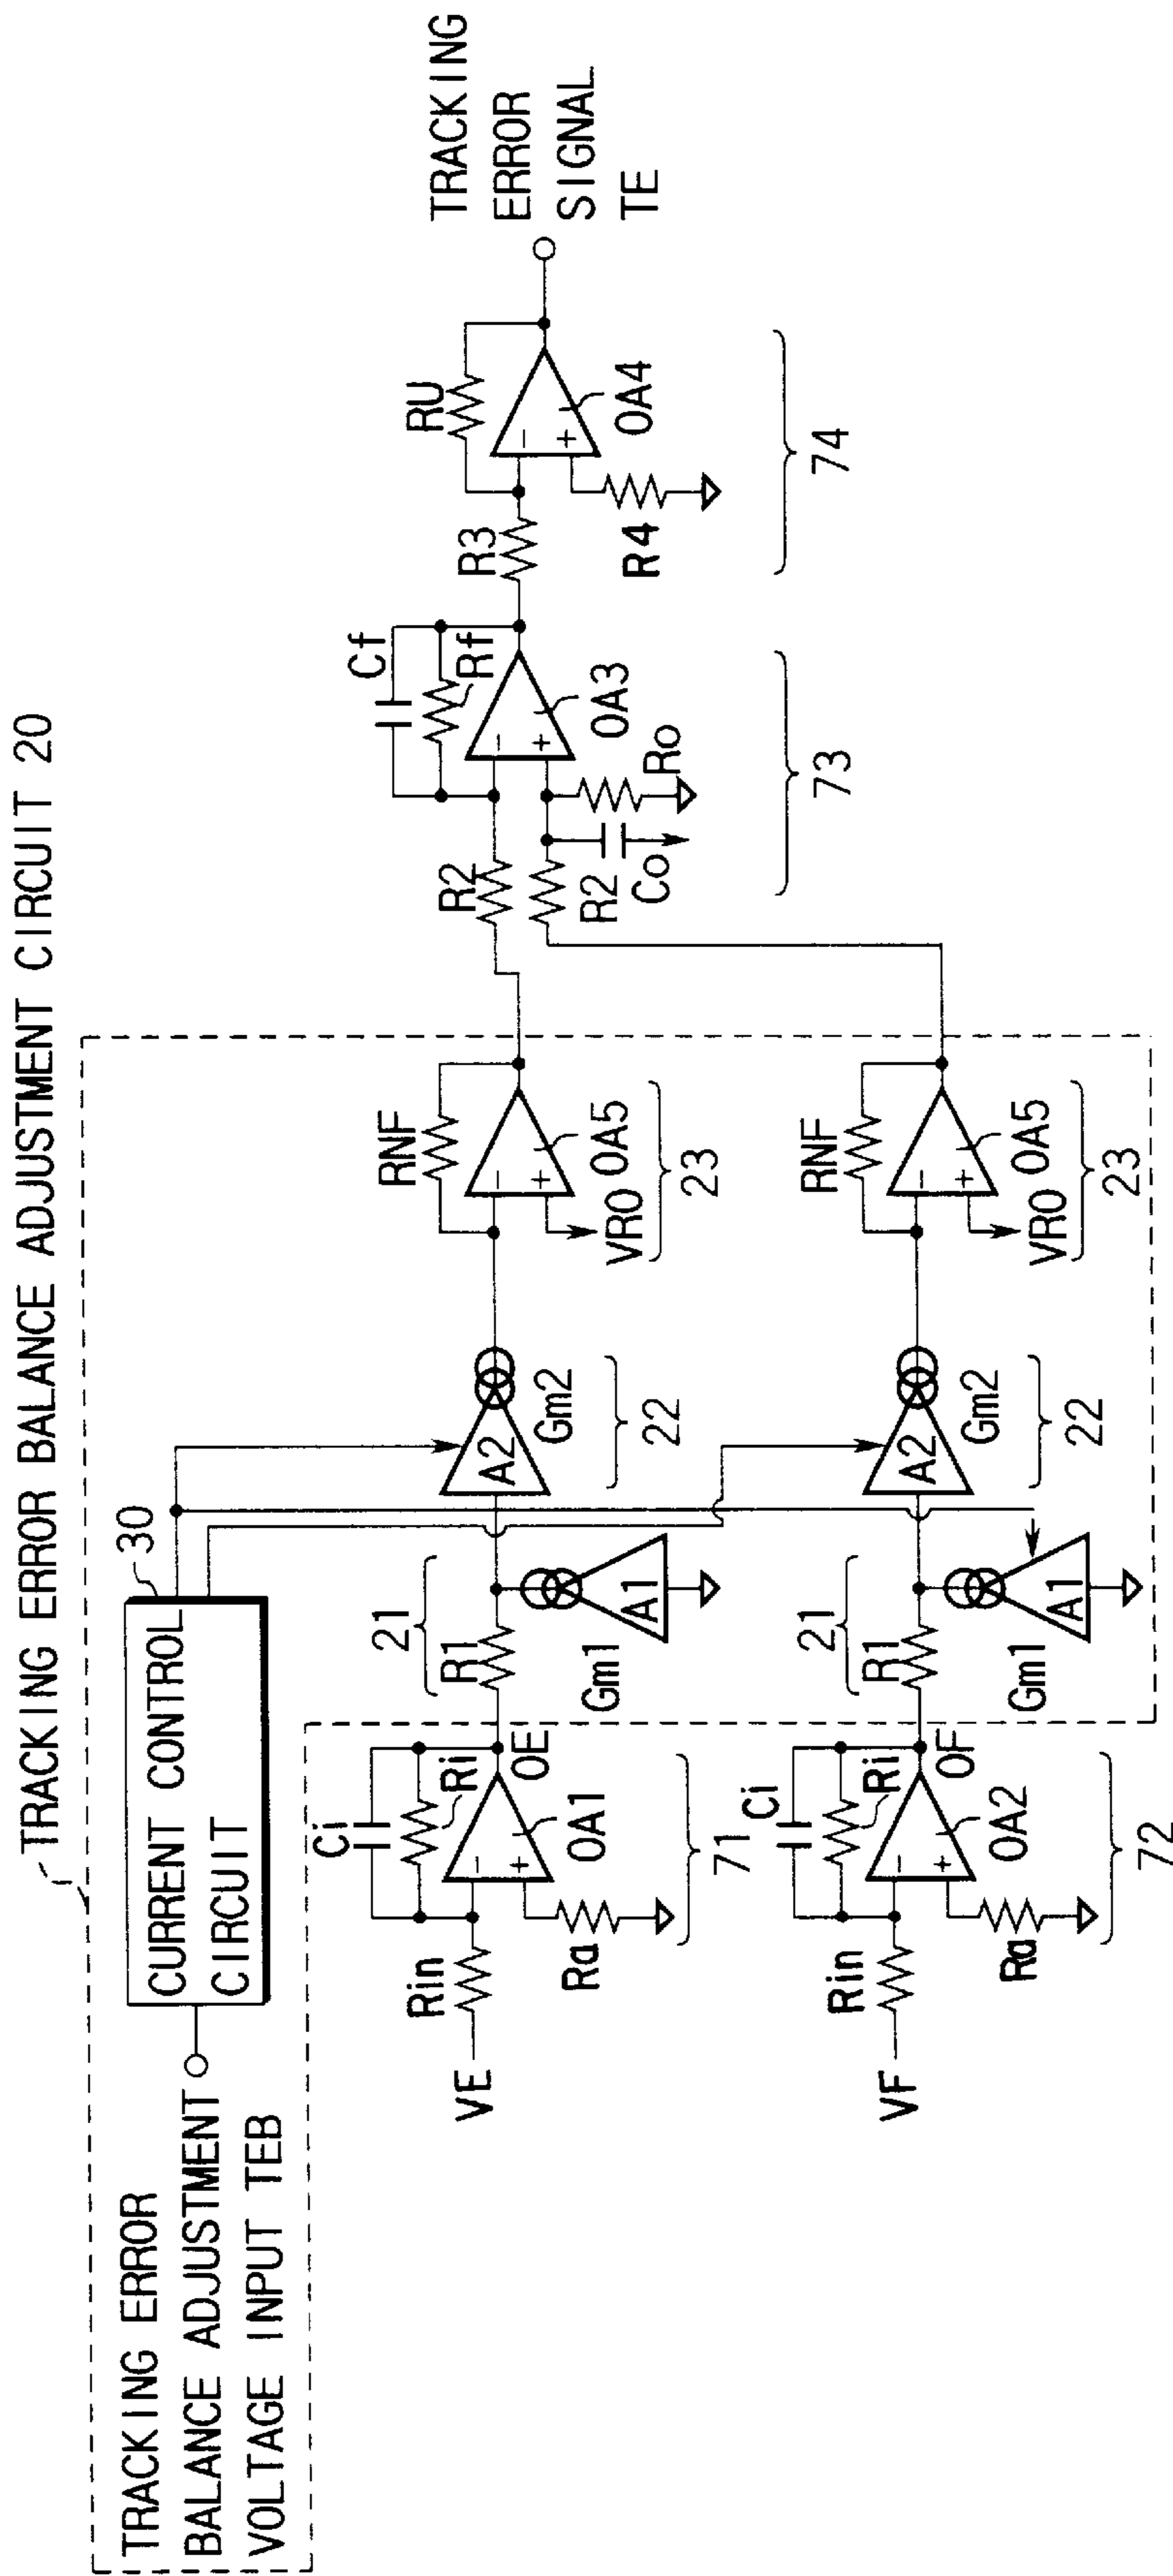 TRACKING ERROR BALANCE ADJUSTMENT CIRCUIT 20
TRACKING ERROR
BALANCE ADJUSTMENT
VOLTAGE INPUT TEB
CURRENT CONTROL
CIRCUIT
30
VE
Rin
Ci
Ri
-
+
OA1
Ra
OE
71
R1
21
A1
Gm1
A2
Gm2
22
RNF
-
+
OA5
VRO
23
VF
Rin
Ci
Ri
-
+
OA2
Ra
OF
72
R1
21
A1
Gm1
A2
Gm2
22
RNF
-
+
OA5
VRO
23
R2
R2
Co
Ro
Cf
Rf
-
+
OA3
73
R3
RU
-
+
OA4
R4
74
TRACKING
ERROR
SIGNAL
TE